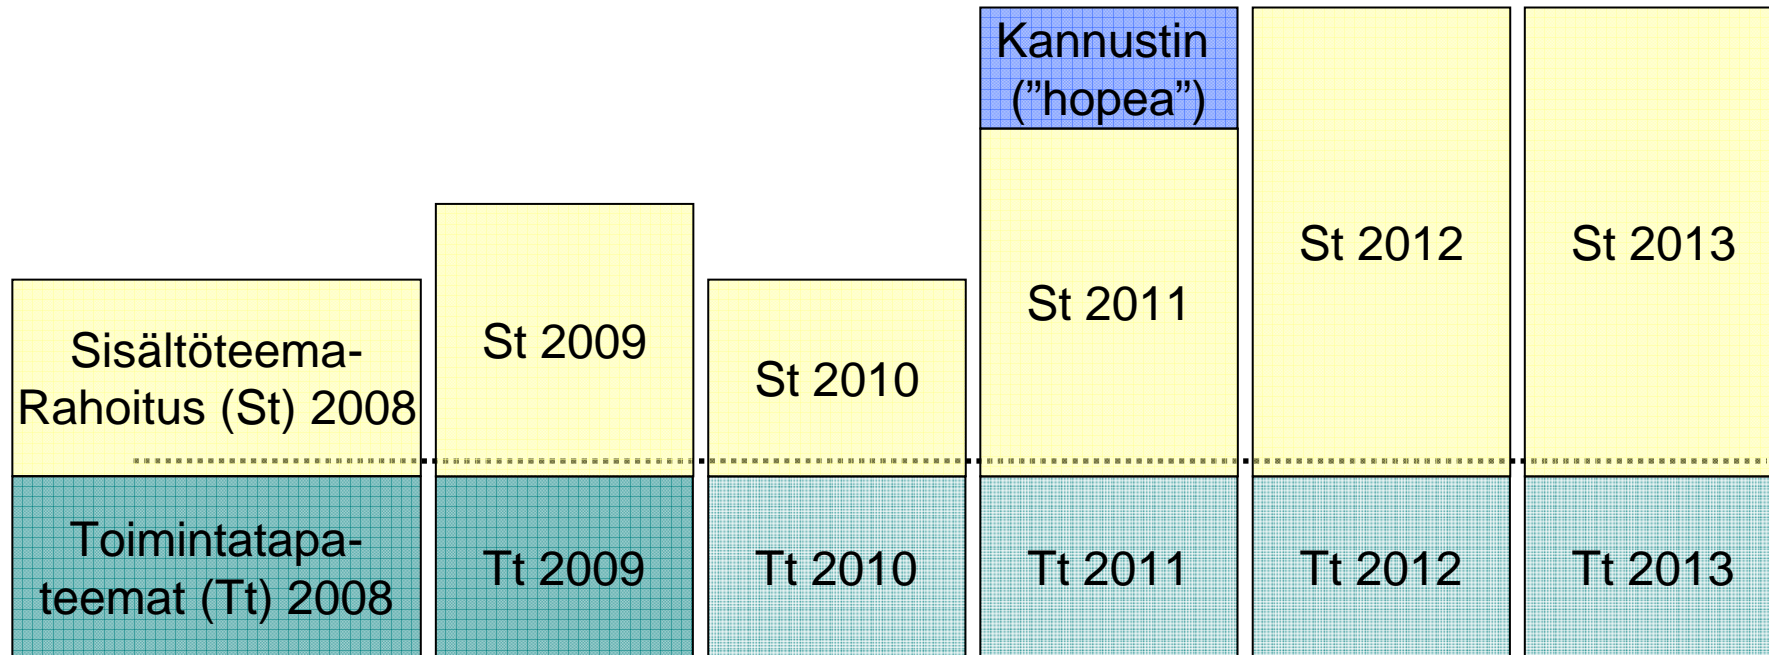 Kannustin
(”hopea”)
St 2012
St 2013
St 2011
St 2009
St 2010
Sisältöteema-
Rahoitus (St) 2008
Toimintatapa-
teemat (Tt) 2008
Tt 2009
Tt 2010
Tt 2011
Tt 2012
Tt 2013